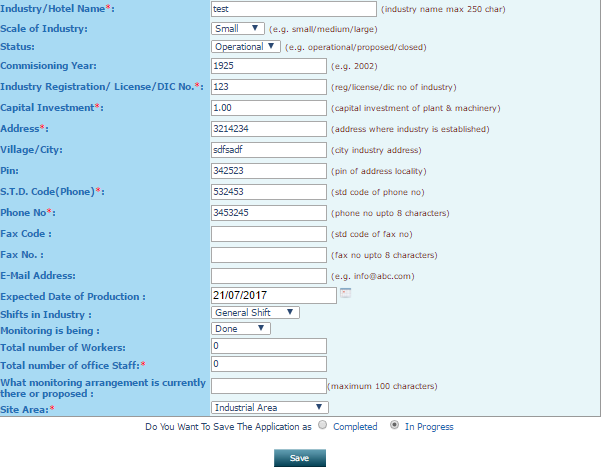 Industry/Hotel Name*: test (industry name max 250 char)
Scale of Industry: Small (e.g. small/medium/large)
Status: Operational (e.g. operational/proposed/closed)
Commisioning Year: 1925 (e.g. 2002)
Industry Registration/ License/DIC No.*: 123 (reg/license/dic no of industry)
Capital Investment*: 1.00 (capital investment of plant & machinery)
Address*: 3214234 (address where industry is established)
Village/City: sdfsadf (city industry address)
Pin: 342523 (pin of address locality)
S.T.D. Code(Phone)*: 532453 (std code of phone no)
Phone No*: 3453245 (phone no upto 8 characters)
Fax Code : (std code of fax no)
Fax No. : (fax no upto 8 characters)
E-Mail Address: (e.g. info@abc.com)
Expected Date of Production : 21/07/2017
Shifts in Industry : General Shift
Monitoring is being : Done
Total number of Workers: 0
Total number of office Staff:* 0
What monitoring arrangement is currently
there or proposed : (maximum 100 characters)
Site Area:* Industrial Area
Do You Want To Save The Application as Completed In Progress
Save